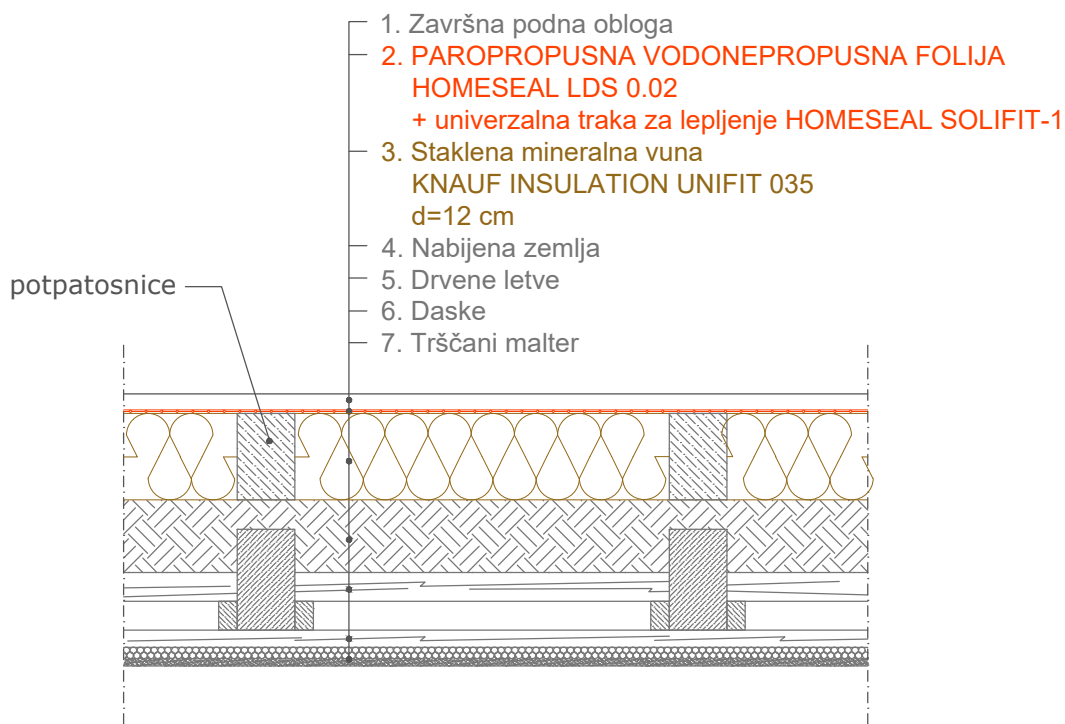 1. Završna podna obloga
2. PAROPROPUSNA VODONEPROPUSNA FOLIJA
HOMESEAL LDS 0.02
+ univerzalna traka za lepljenje HOMESEAL SOLIFIT-1
3. Staklena mineralna vuna
KNAUF INSULATION UNIFIT 035
d=12 cm
4. Nabijena zemlja
5. Drvene letve
6. Daske
7. Trščani malter
potpatosnice